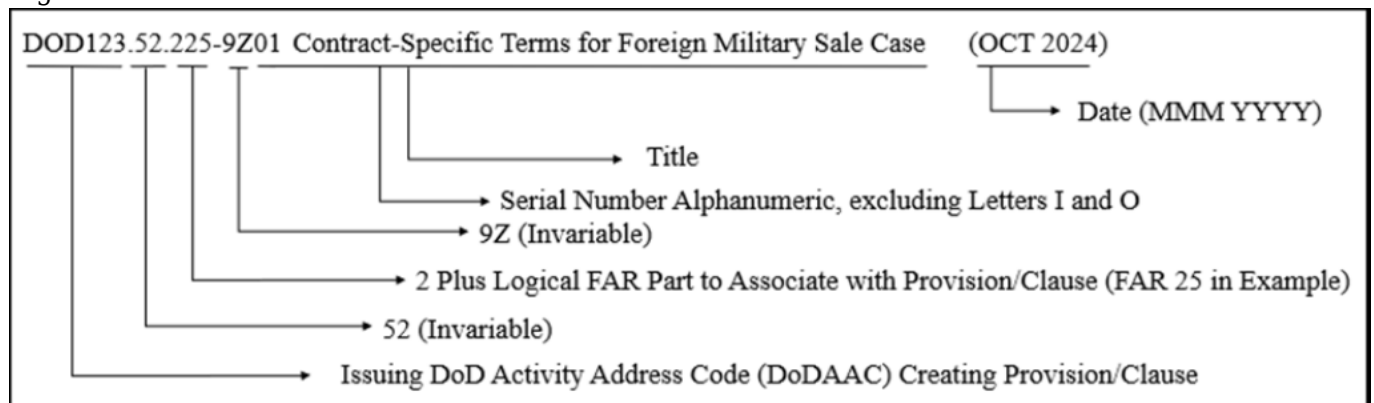 DOD123.52.225-9Z01 Contract-Specific Terms for Foreign Military Sale Case (OCT 2024)
Date (MMM YYYY)
Title
Serial Number Alphanumeric, excluding Letters I and O
9Z (Invariable)
2 Plus Logical FAR Part to Associate with Provision/Clause (FAR 25 in Example)
52 (Invariable)
Issuing DoD Activity Address Code (DoDAAC) Creating Provision/Clause